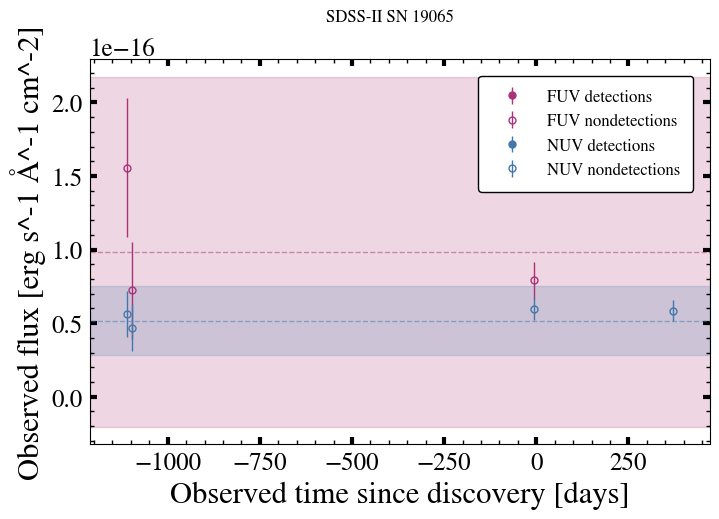 SDSS-II SN 19065
1e−16
Observed flux [erg s^-1 Å^-1 cm^-2]
2.0
1.5
1.0
0.5
0.0
FUV detections
FUV nondetections
NUV detections
NUV nondetections
−1000
−750
−500
−250
0
250
Observed time since discovery [days]